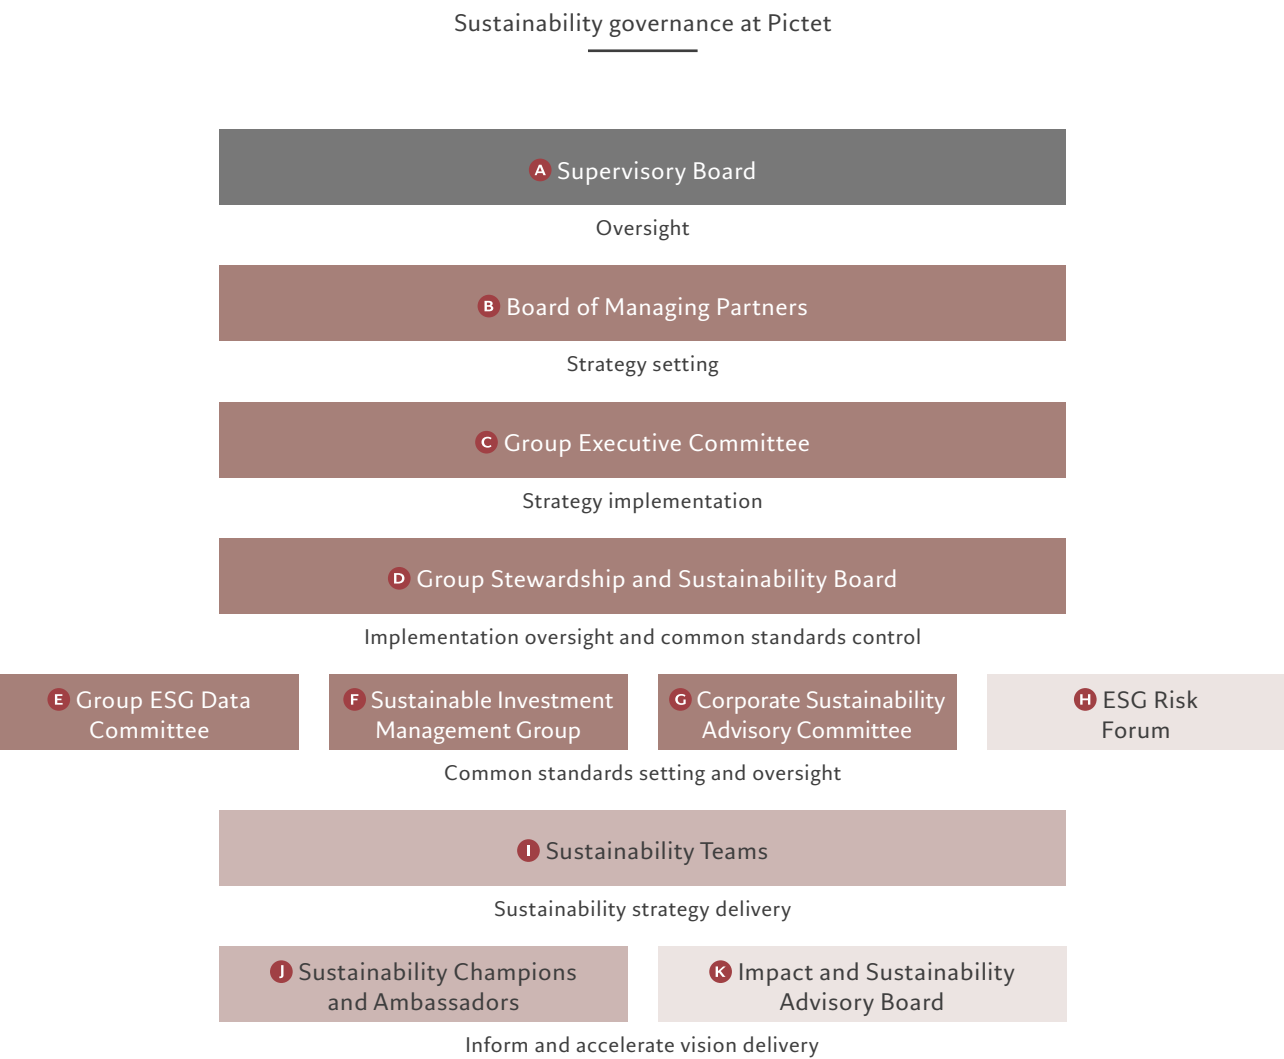 Sustainability governance at Pictet
A Supervisory Board
Oversight
B Board of Managing Partners
Strategy setting
C Group Executive Committee
Strategy implementation
D Group Stewardship and Sustainability Board
Implementation oversight and common standards control
E Group ESG Data
Committee
F Sustainable Investment
Management Group
G Corporate Sustainability
Advisory Committee
H ESG Risk
Forum
Common standards setting and oversight
I Sustainability Teams
Sustainability strategy delivery
J Sustainability Champions
and Ambassadors
K Impact and Sustainability
Advisory Board
Inform and accelerate vision delivery